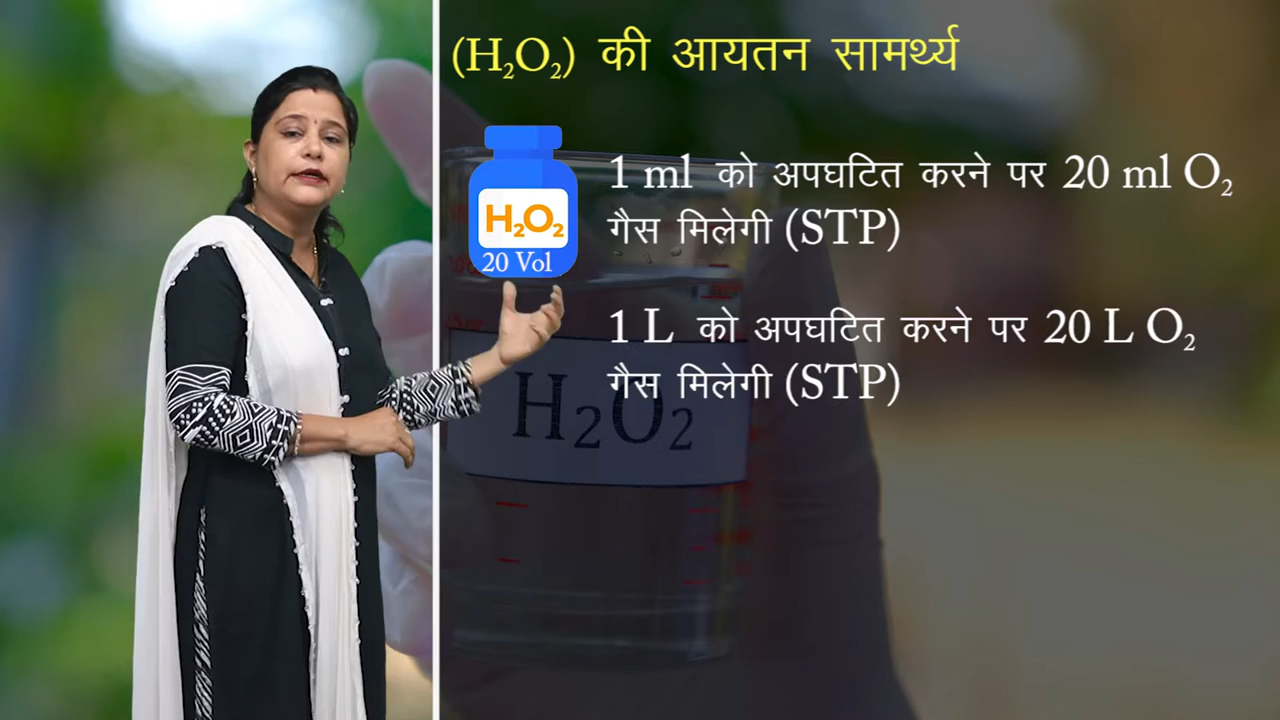 (H₂O₂) की आयतन सामर्थ्य
H₂O₂
20 Vol
1 ml को अपघटित करने पर 20 ml O₂
गैस मिलेगी (STP)
1 L को अपघटित करने पर 20 L O₂
गैस मिलेगी (STP)
H₂O₂